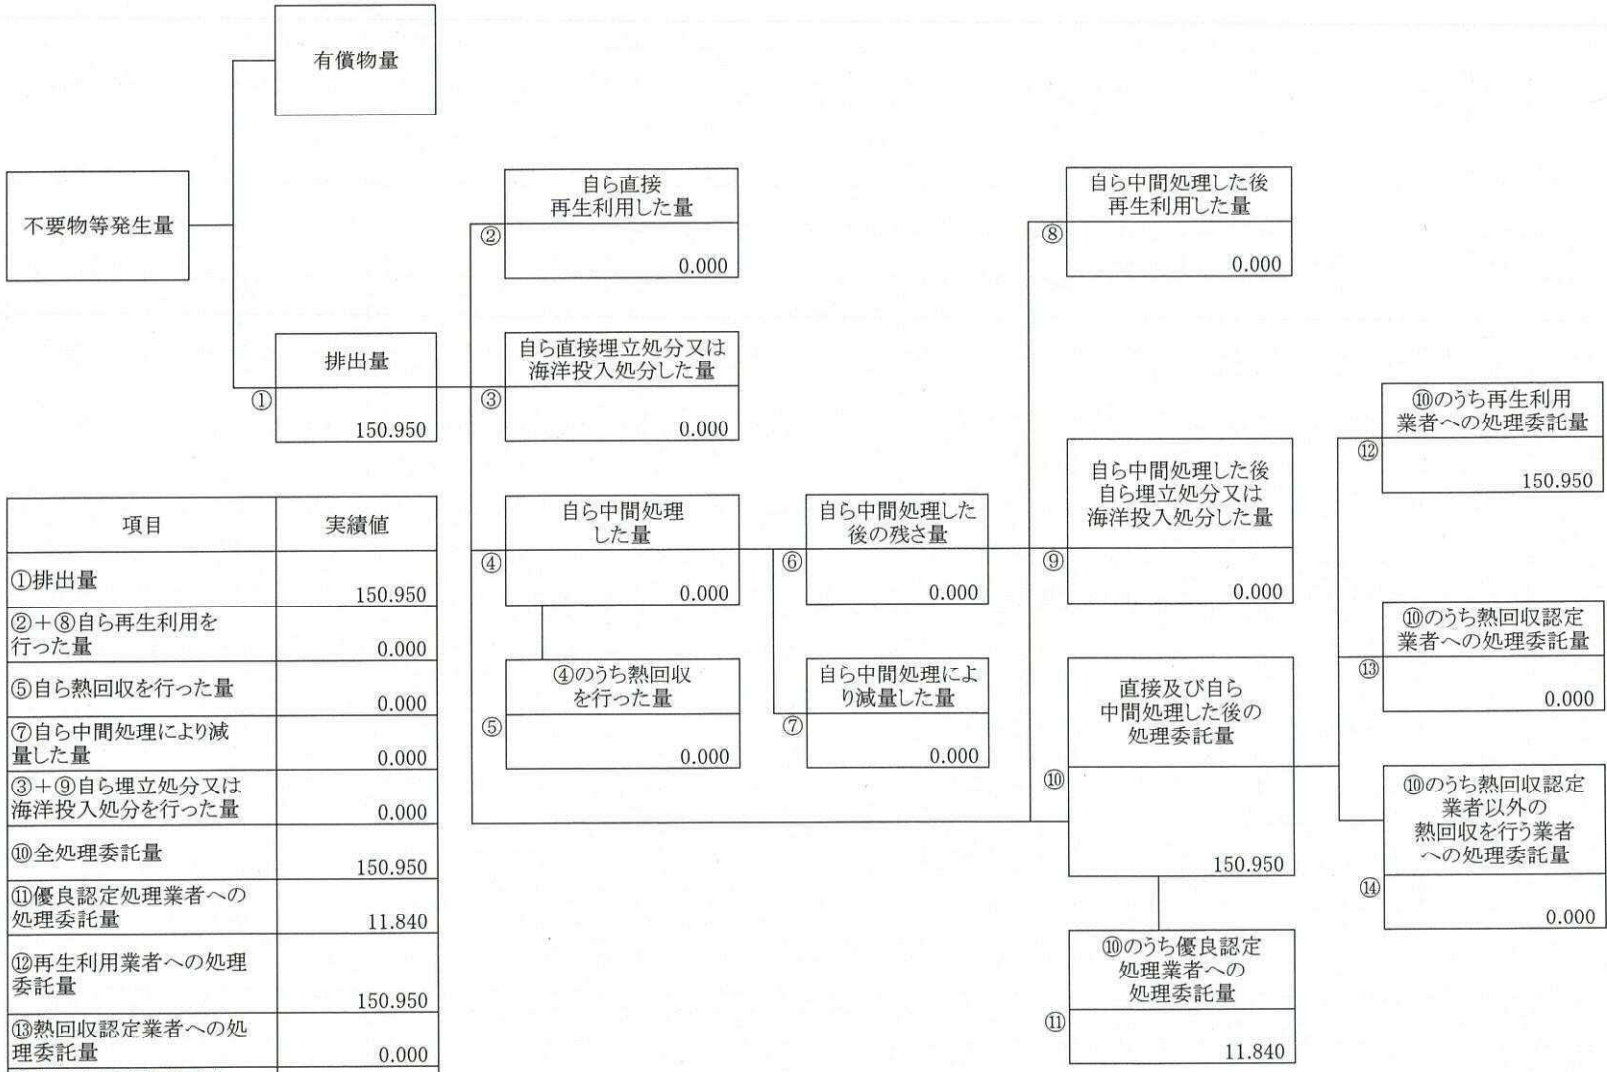 有償物量
不要物等発生量
排出量
①
150.950
自ら直接
再生利用した量
②
0.000
自ら直接埋立処分又は
海洋投入処分した量
③
0.000
自ら中間処理
した量
④
0.000
④のうち熱回収
を行った量
⑤
0.000
自ら中間処理した
後の残さ量
⑥
0.000
自ら中間処理によ
り減量した量
⑦
0.000
自ら中間処理した後
再生利用した量
⑧
0.000
自ら中間処理した後
自ら埋立処分又は
海洋投入処分した量
⑨
0.000
直接及び自ら
中間処理した後の
処理委託量
⑩
150.950
⑩のうち優良認定
処理業者への
処理委託量
⑪
11.840
⑩のうち再生利用
業者への処理委託量
⑫
150.950
⑩のうち熱回収認定
業者への処理委託量
⑬
0.000
⑩のうち熱回収認定
業者以外の
熱回収を行う業者
への処理委託量
⑭
0.000
項目 実績値
①排出量 150.950
②+⑧自ら再生利用を
行った量 0.000
⑤自ら熱回収を行った量 0.000
⑦自ら中間処理により減
量した量 0.000
③+⑨自ら埋立処分又は
海洋投入処分を行った量 0.000
⑩全処理委託量 150.950
⑪優良認定処理業者への
処理委託量 11.840
⑫再生利用業者への処理
委託量 150.950
⑬熱回収認定業者への処
理委託量 0.000